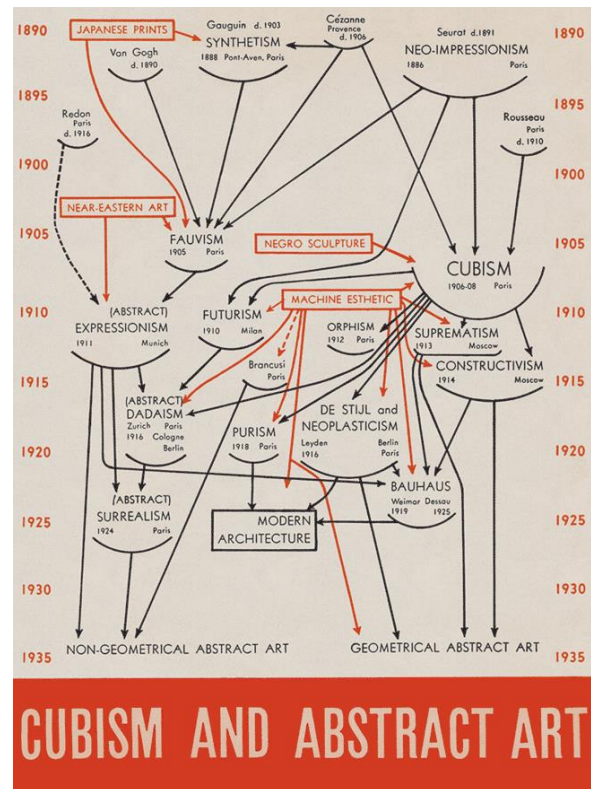 1890
JAPANESE PRINTS
Gauguin d. 1903
SYNTHETISM
1888 Pont-Aven, Paris
Cézanne
Provence
d. 1906
Seurat d.1891
NEO-IMPRESSIONISM
1886 Paris
1890
Van Gogh
d. 1890
1895
1895
Redon
Paris
d. 1916
Rousseau
Paris
d. 1910
1900
1900
NEAR-EASTERN ART
1905
FAUVISM
1905 Paris
NEGRO SCULPTURE
1905
CUBISM
1906-08 Paris
MACHINE ESTHETIC
1910
(ABSTRACT)
EXPRESSIONISM
1911 Munich
FUTURISM
1910 Milan
ORPHISM
1912 Paris
SUPREMATISM
1913 Moscow
1910
Brancusi
Paris
CONSTRUCTIVISM
1914 Moscow
1915
1915
(ABSTRACT)
DADAISM
Zurich Paris
1916 Cologne
Berlin
PURISM
1918 Paris
DE STIJL and
NEOPLASTICISM
Leyden Berlin
1916 Paris
1920
1920
BAUHAUS
Weimar Dessau
1919 1925
(ABSTRACT)
SURREALISM
1924 Paris
MODERN
ARCHITECTURE
1925
1925
1930
1930
1935
NON-GEOMETRICAL ABSTRACT ART
GEOMETRICAL ABSTRACT ART
1935
CUBISM AND ABSTRACT ART